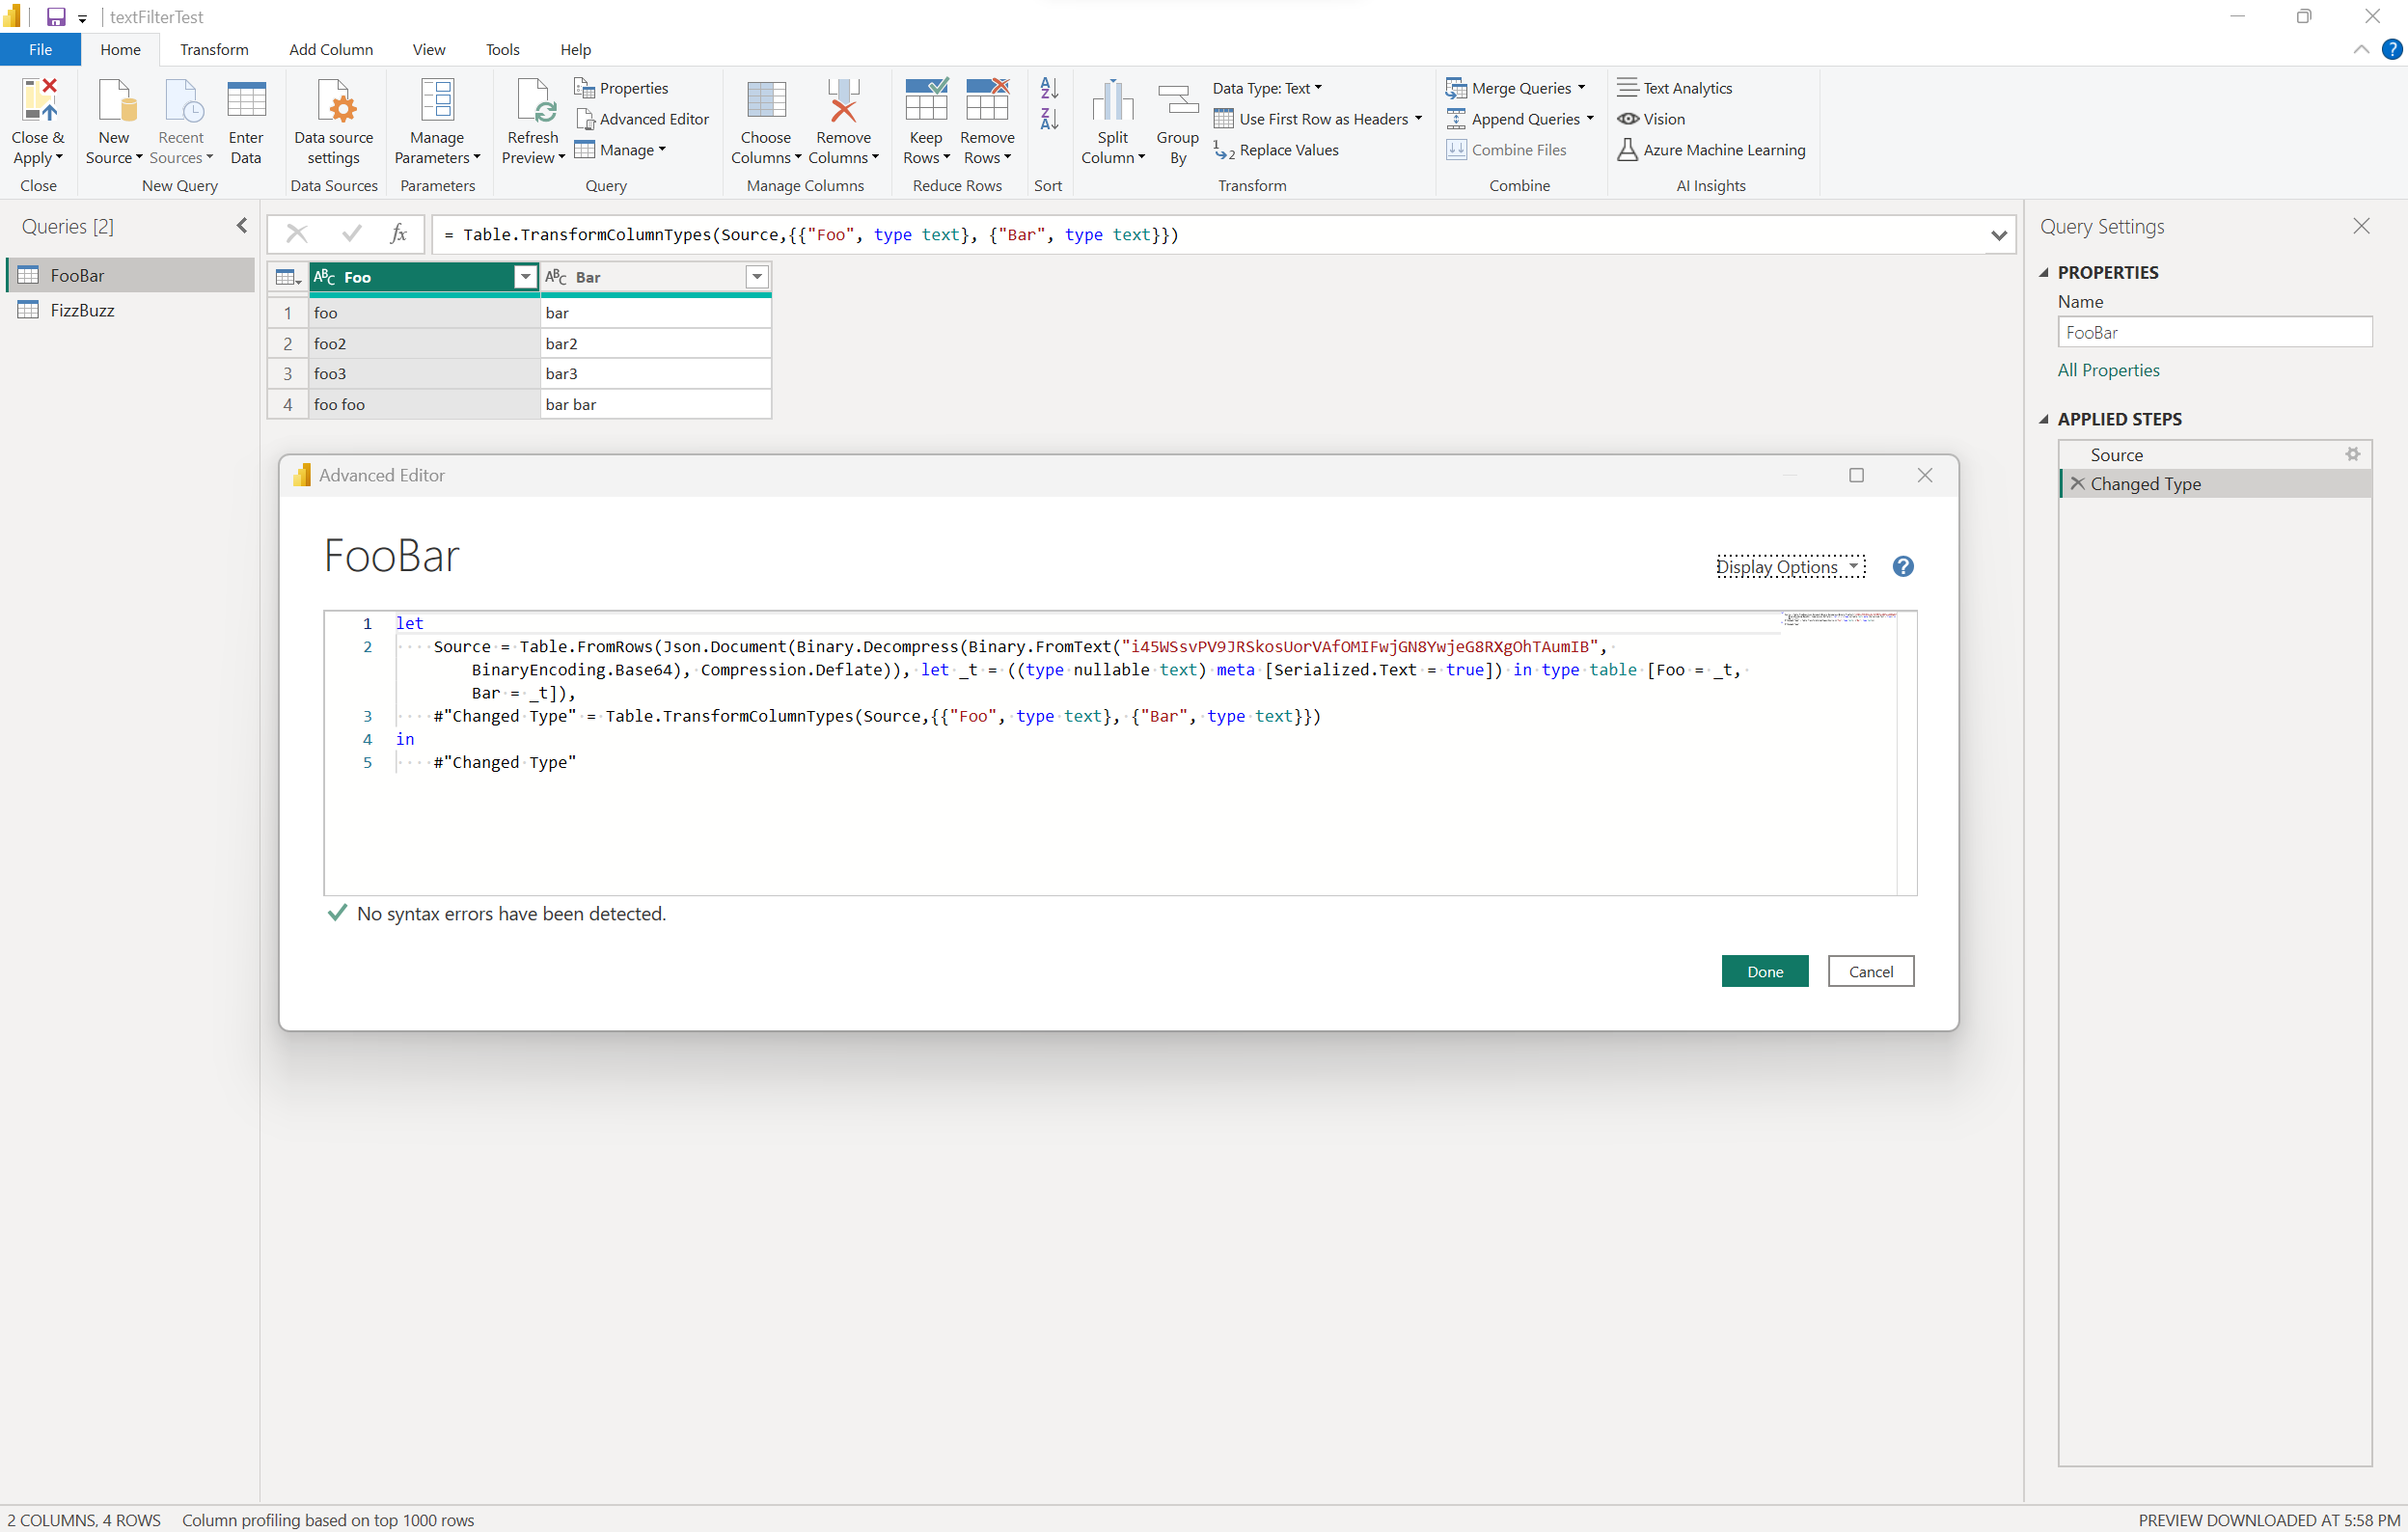 textFilterTest
File Home Transform Add Column View Tools Help
Close & Apply
New Source
Recent Sources
Enter Data
Data source settings
Manage Parameters
Refresh Preview
Properties
Advanced Editor
Manage
Choose Columns
Remove Columns
Keep Rows
Remove Rows
Split Column
Group By
Data Type: Text
Use First Row as Headers
Replace Values
Merge Queries
Append Queries
Combine Files
Text Analytics
Vision
Azure Machine Learning
Close New Query Data Sources Parameters Query Manage Columns Reduce Rows Sort Transform Combine AI Insights
Queries [2]
FooBar
FizzBuzz
fx = Table.TransformColumnTypes(Source,{{"Foo", type text}, {"Bar", type text}})
ABC Foo ABC Bar
1 foo bar
2 foo2 bar2
3 foo3 bar3
4 foo foo bar bar
Advanced Editor
FooBar
Display Options ?
1 let
2 Source = Table.FromRows(Json.Document(Binary.Decompress(Binary.FromText("i45WSsvPV9JRSkosUorVAfOMIFwjGN8YwjeG8RXgOhTAumIB",
BinaryEncoding.Base64), Compression.Deflate)), let _t = ((type nullable text) meta [Serialized.Text = true]) in type table [Foo = _t,
Bar = _t]),
3 #"Changed Type" = Table.TransformColumnTypes(Source,{{"Foo", type text}, {"Bar", type text}})
4 in
5 #"Changed Type"
No syntax errors have been detected.
Done Cancel
Query Settings
PROPERTIES
Name
FooBar
All Properties
APPLIED STEPS
Source
Changed Type
2 COLUMNS, 4 ROWS Column profiling based on top 1000 rows
PREVIEW DOWNLOADED AT 5:58 PM